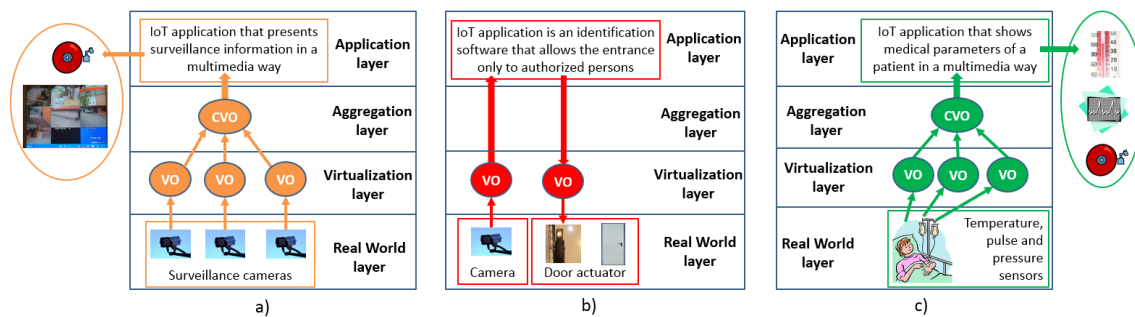 IoT application that presents
surveillance information in a
multimedia way
Application
layer
CVO
Aggregation
layer
VO
VO
VO
Virtualization
layer
Surveillance cameras
Real World
layer
a)
IoT application is an identification
software that allows the entrance
only to authorized persons
Application
layer
Aggregation
layer
VO
VO
Virtualization
layer
Camera
Door actuator
Real World
layer
b)
Application
layer
IoT application that shows
medical parameters of a
patient in a multimedia way
Aggregation
layer
CVO
Virtualization
layer
VO
VO
VO
Real World
layer
Temperature,
pulse and
pressure
sensors
c)